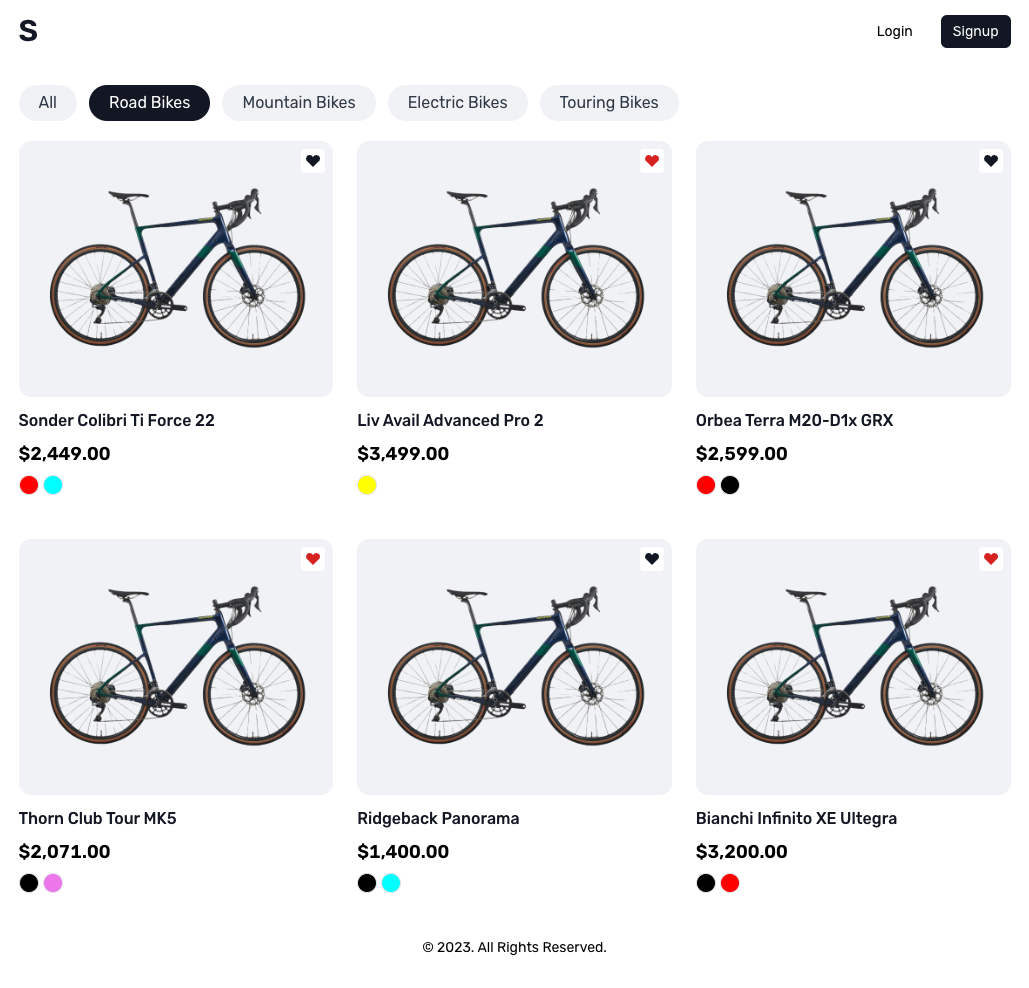 S
Login
Signup
All
Road Bikes
Mountain Bikes
Electric Bikes
Touring Bikes
Sonder Colibri Ti Force 22
$2,449.00
Liv Avail Advanced Pro 2
$3,499.00
Orbea Terra M20-D1x GRX
$2,599.00
Thorn Club Tour MK5
$2,071.00
Ridgeback Panorama
$1,400.00
Bianchi Infinito XE Ultegra
$3,200.00
© 2023. All Rights Reserved.